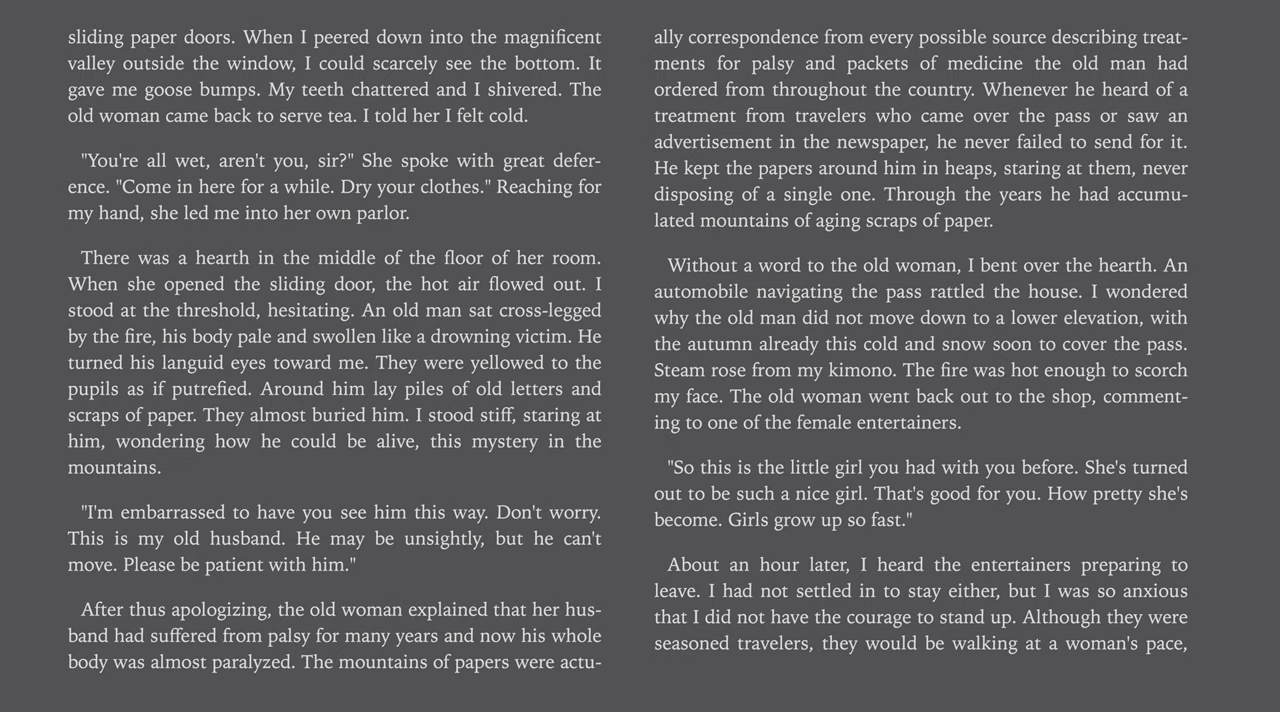 sliding paper doors. When I peered down into the magnificent
valley outside the window, I could scarcely see the bottom. It
gave me goose bumps. My teeth chattered and I shivered. The
old woman came back to serve tea. I told her I felt cold.
"You're all wet, aren't you, sir?" She spoke with great defer-
ence. "Come in here for a while. Dry your clothes." Reaching for
my hand, she led me into her own parlor.
There was a hearth in the middle of the floor of her room.
When she opened the sliding door, the hot air flowed out. I
stood at the threshold, hesitating. An old man sat cross-legged
by the fire, his body pale and swollen like a drowning victim. He
turned his languid eyes toward me. They were yellowed to the
pupils as if putrefied. Around him lay piles of old letters and
scraps of paper. They almost buried him. I stood stiff, staring at
him, wondering how he could be alive, this mystery in the
mountains.
"I'm embarrassed to have you see him this way. Don't worry.
This is my old husband. He may be unsightly, but he can't
move. Please be patient with him."
After thus apologizing, the old woman explained that her hus-
band had suffered from palsy for many years and now his whole
body was almost paralyzed. The mountains of papers were actu-
ally correspondence from every possible source describing treat-
ments for palsy and packets of medicine the old man had
ordered from throughout the country. Whenever he heard of a
treatment from travelers who came over the pass or saw an
advertisement in the newspaper, he never failed to send for it.
He kept the papers around him in heaps, staring at them, never
disposing of a single one. Through the years he had accumu-
lated mountains of aging scraps of paper.
Without a word to the old woman, I bent over the hearth. An
automobile navigating the pass rattled the house. I wondered
why the old man did not move down to a lower elevation, with
the autumn already this cold and snow soon to cover the pass.
Steam rose from my kimono. The fire was hot enough to scorch
my face. The old woman went back out to the shop, comment-
ing to one of the female entertainers.
"So this is the little girl you had with you before. She's turned
out to be such a nice girl. That's good for you. How pretty she's
become. Girls grow up so fast."
About an hour later, I heard the entertainers preparing to
leave. I had not settled in to stay either, but I was so anxious
that I did not have the courage to stand up. Although they were
seasoned travelers, they would be walking at a woman's pace,